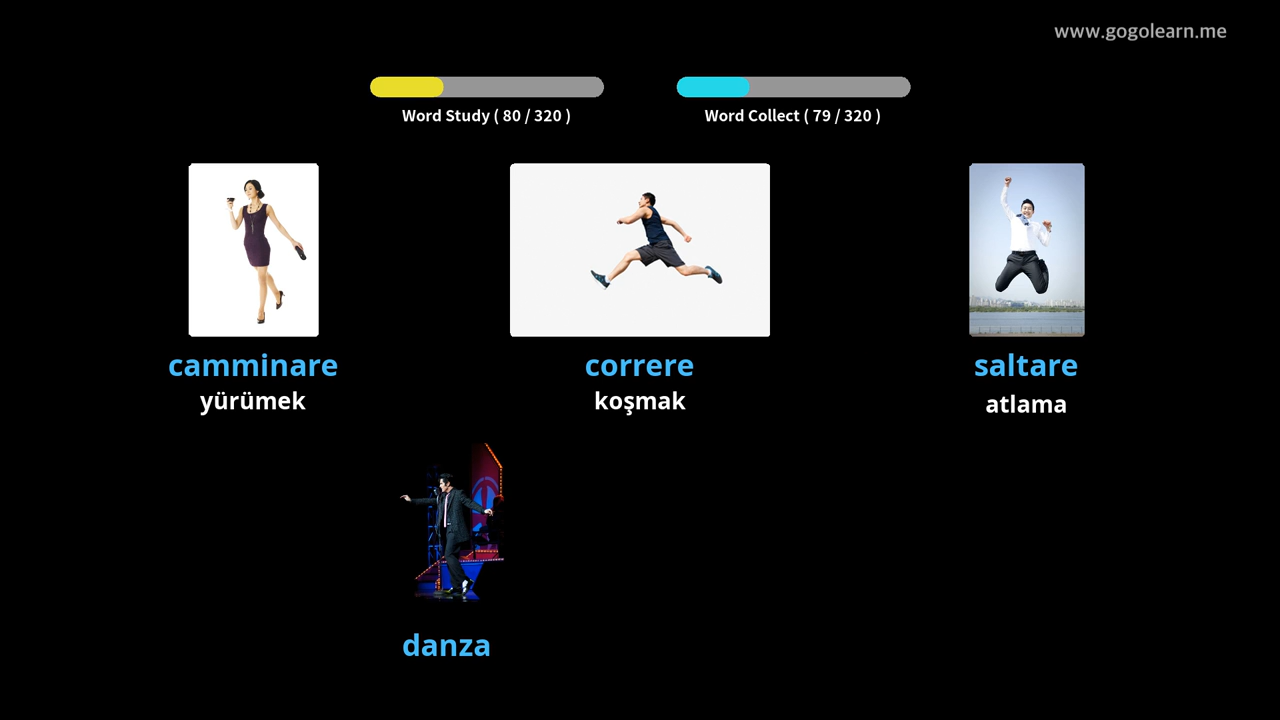 www.gogolearn.me
Word Study ( 80 / 320 )
Word Collect ( 79 / 320 )
camminare
yürümek
correre
koşmak
saltare
atlama
danza